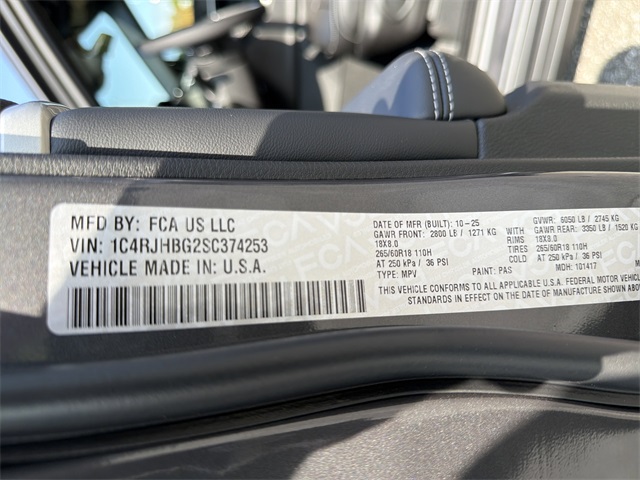 MFD BY: FCA US LLC
VIN: 1C4RJHBG2SC374253
VEHICLE MADE IN: U.S.A.
DATE OF MFR (BUILT): 10-25 GVWR: 6050 LB / 2745 KG
GAWR FRONT: 2800 LB / 1271 KG WITH GAWR REAR: 3350 LB / 1520 KG
18X8.0 RIMS 18X8.0
265/60R18 110H TIRES 265/60R18 110H
AT 250 kPa / 36 PSI COLD AT 250 kPa / 36 PSI
TYPE: MPV PAINT: PAS MDH: 101417
THIS VEHICLE CONFORMS TO ALL APPLICABLE U.S.A. FEDERAL MOTOR VEHICLE
STANDARDS IN EFFECT ON THE DATE OF MANUFACTURE SHOWN ABOV